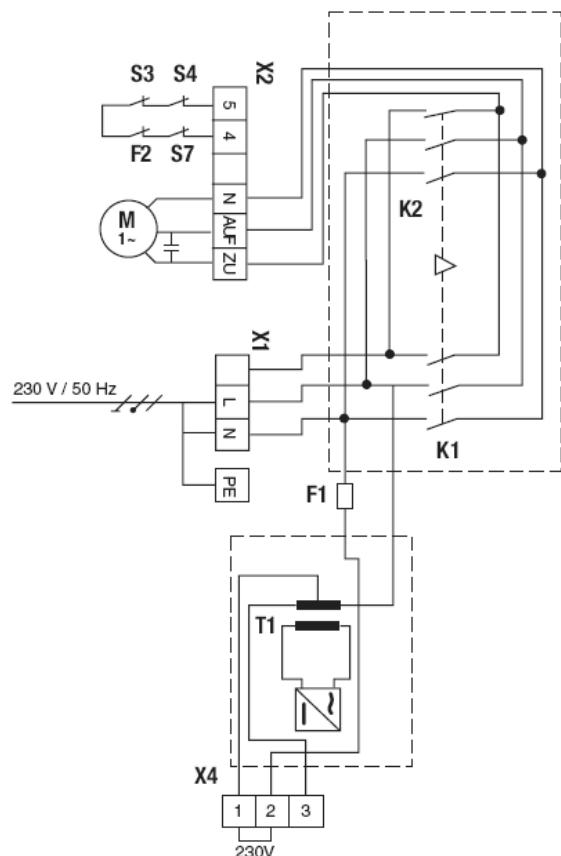 S3 S4
X2
5
4
F2 S7
N
AUF
ZU
M
1~
K2
X1
230 V / 50 Hz
L
N
PE
K1
F1
T1
X4
1 2 3
230V